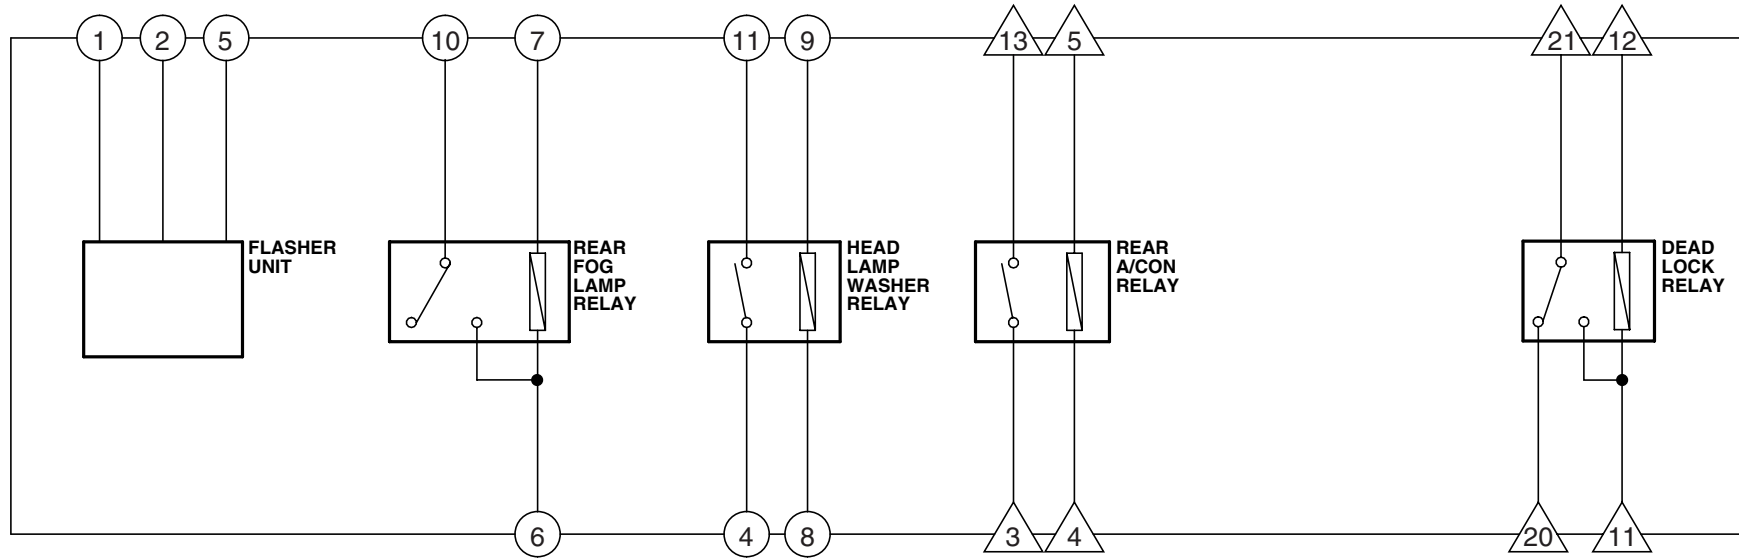 1 2 5 10 7 11 9 13 5 21 12
FLASHER
UNIT
REAR
FOG
LAMP
RELAY
HEAD
LAMP
WASHER
RELAY
REAR
A/CON
RELAY
DEAD
LOCK
RELAY
6 4 8 3 4 20 11